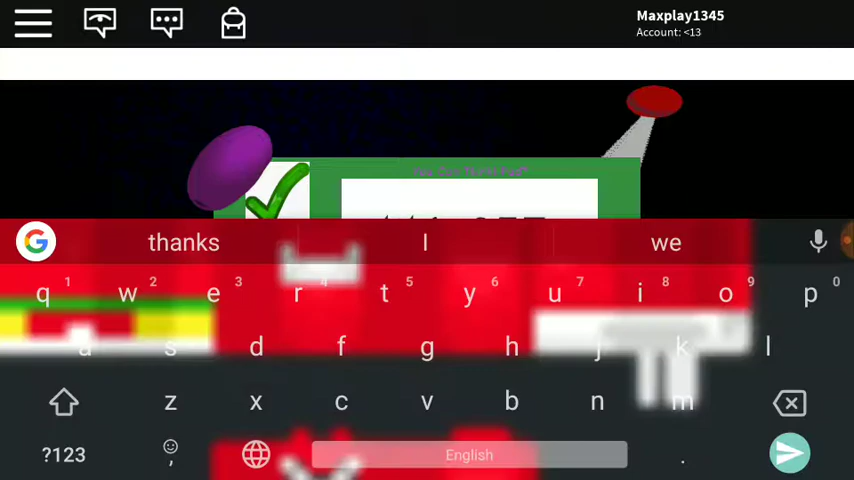 Maxplay1345
Account: <13
thanks
I
we
1 2 3 4 5 6 7 8 9 0
q w e r t y u i o p
a s d f g h j k l
z x c v b n m
?123 , English .